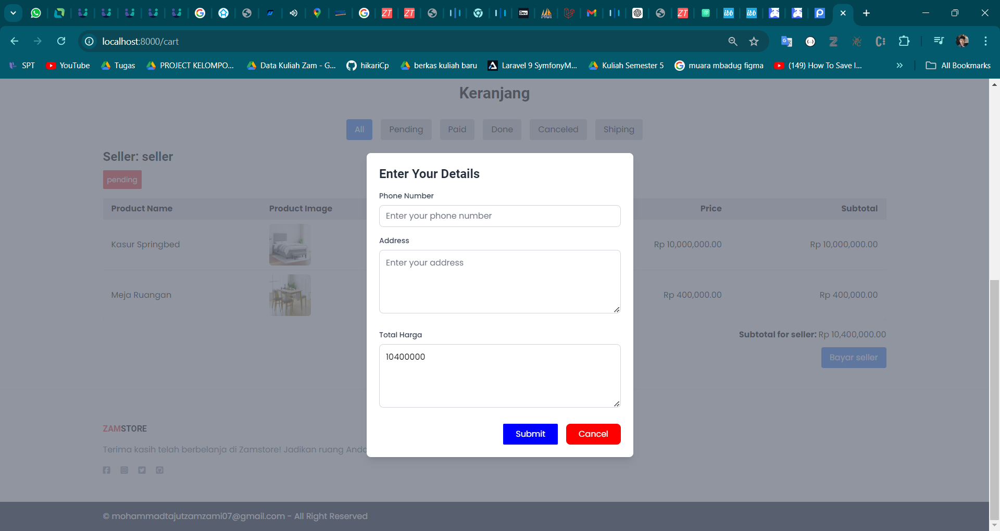 localhost:8000/cart
SPT YouTube Tugas PROJECT KELOMPO... Data Kuliah Zam - G... hikariCp berkas kuliah baru Laravel 9 SymfonyM... Kuliah Semester 5 muara mbadug figma (149) How To Save I... All Bookmarks
Keranjang
All Pending Paid Done Canceled Shiping
Seller: seller
pending
Product Name Product Image Price Subtotal
Kasur Springbed Rp 10,000,000.00 Rp 10,000,000.00
Meja Ruangan Rp 400,000.00 Rp 400,000.00
Subtotal for seller: Rp 10,400,000.00
Bayar seller
Enter Your Details
Phone Number
Enter your phone number
Address
Enter your address
Total Harga
10400000
Submit Cancel
ZAMSTORE
Terima kasih telah berbelanja di Zamstore! Jadikan ruang Anda
© mohammadtajutzamzami07@gmail.com - All Right Reserved